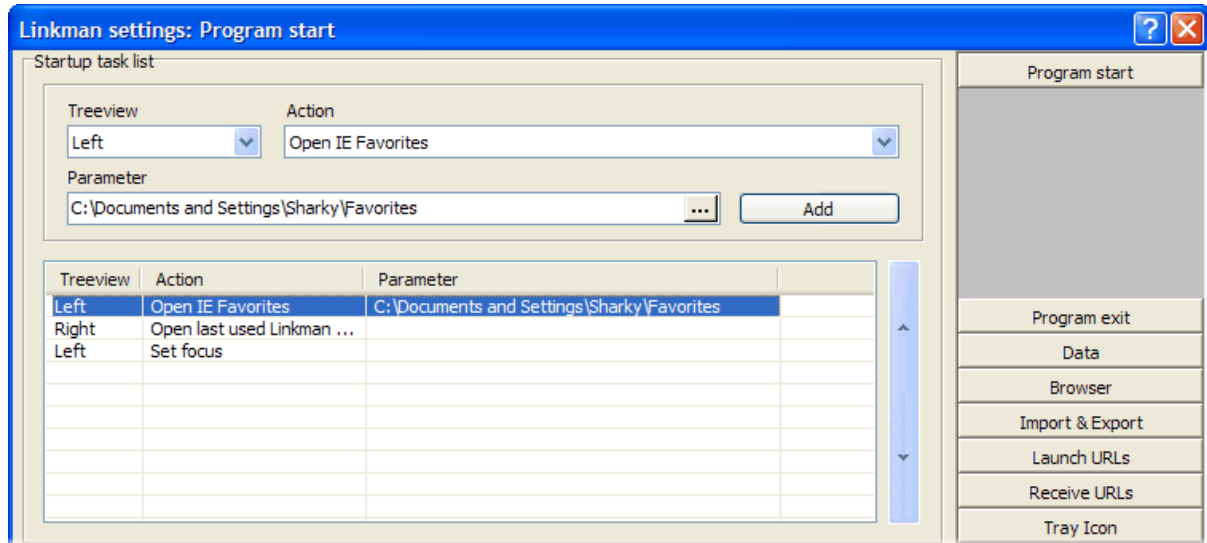 Linkman settings: Program start
Startup task list
Program start
Treeview Action
Left Open IE Favorites
Parameter
C:\Documents and Settings\Sharky\Favorites ... Add
Treeview Action Parameter
Left Open IE Favorites C:\Documents and Settings\Sharky\Favorites
Right Open last used Linkman ...
Left Set focus
Program exit
Data
Browser
Import & Export
Launch URLs
Receive URLs
Tray Icon